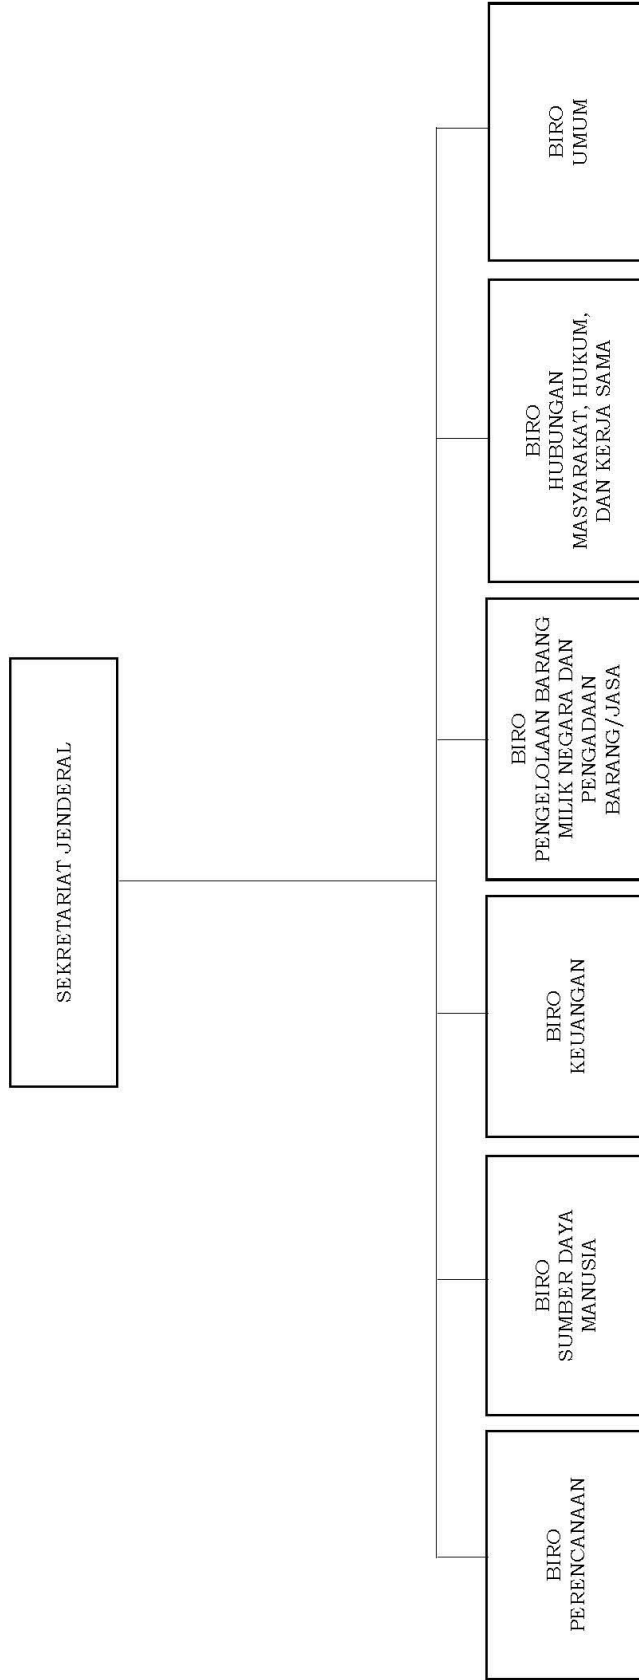 SEKRETARIAT JENDERAL
BIRO
PERENCANAAN
BIRO
SUMBER DAYA
MANUSIA
BIRO
KEUANGAN
BIRO
PENGELOLAAN BARANG
MILIK NEGARA DAN
PENGADAAN
BARANG/JASA
BIRO
HUBUNGAN
MASYARAKAT, HUKUM,
DAN KERJA SAMA
BIRO
UMUM